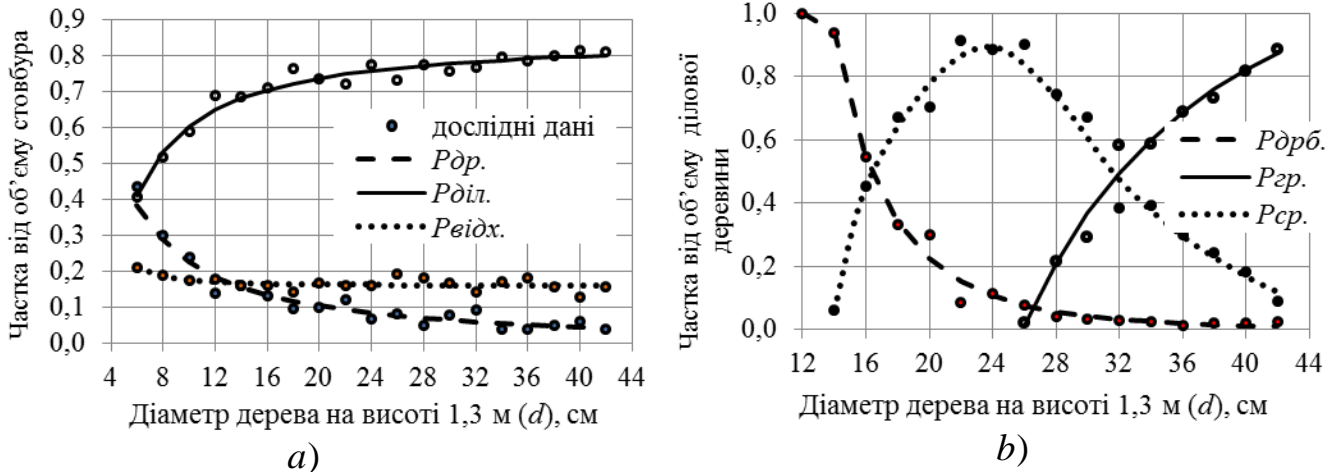 Частка від об’єму стовбура
0,9
0,8
0,7
0,6
0,5
0,4
0,3
0,2
0,1
0,0
дослідні дані
Рдр.
Рділ.
Рвідх.
4 8 12 16 20 24 28 32 36 40 44
Діаметр дерева на висоті 1,3 м (d), см
a)
Частка від об’єму ділової
деревини
1,0
0,8
0,6
0,4
0,2
0,0
Рдрб.
Ргр.
Рср.
12 16 20 24 28 32 36 40 44
Діаметр дерева на висоті 1,3 м (d), см
b)